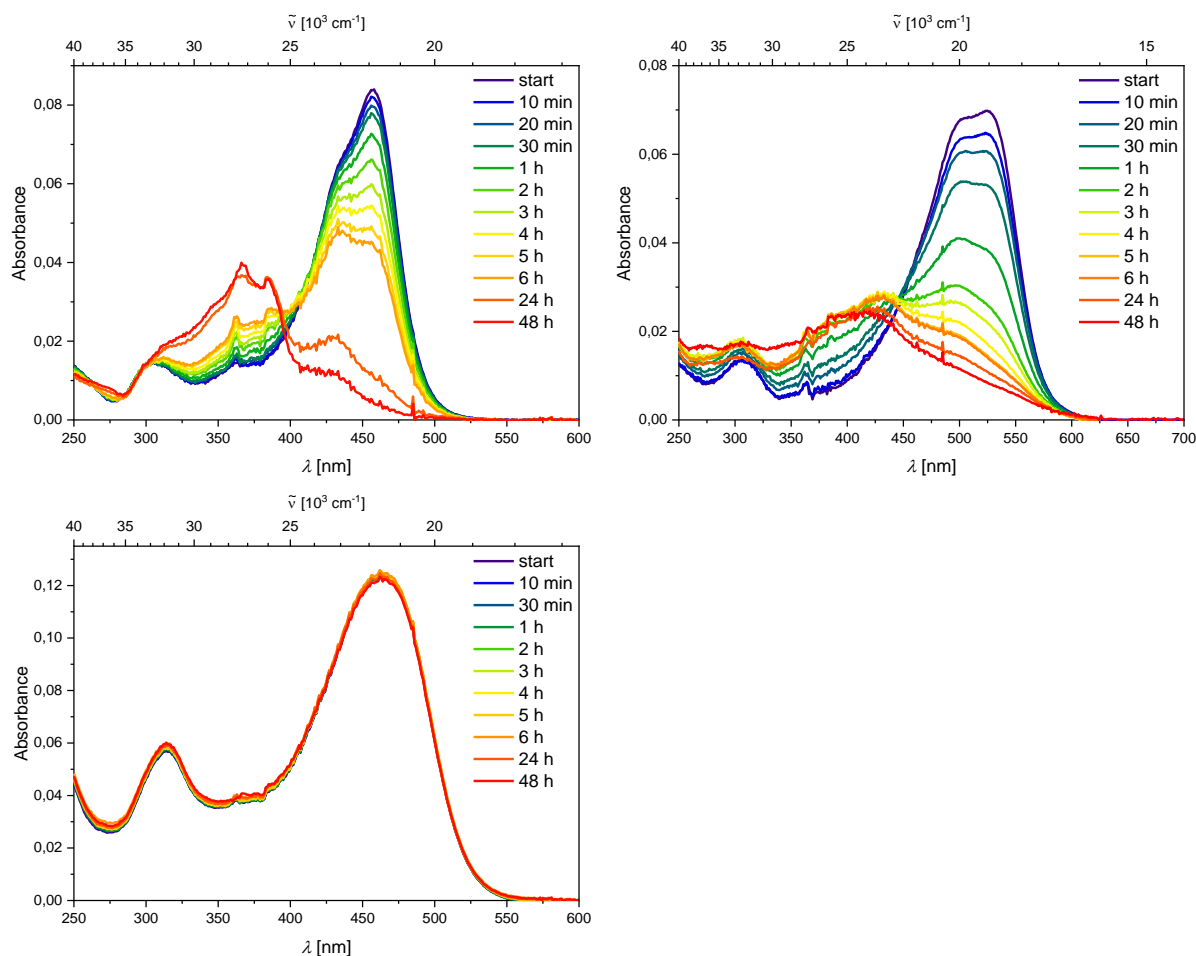 ṽ [10³ cm⁻¹]
40 35 30 25 20
0,08
0,06
0,04
0,02
0,00
Absorbance
start
10 min
20 min
30 min
1 h
2 h
3 h
4 h
5 h
6 h
24 h
48 h
250 300 350 400 450 500 550 600
λ [nm]
ṽ [10³ cm⁻¹]
40 35 30 25 20 15
0,08
0,06
0,04
0,02
0,00
Absorbance
start
10 min
20 min
30 min
1 h
2 h
3 h
4 h
5 h
6 h
24 h
48 h
250 300 350 400 450 500 550 600 650 700
λ [nm]
ṽ [10³ cm⁻¹]
40 35 30 25 20
0,12
0,10
0,08
0,06
0,04
0,02
0,00
Absorbance
start
10 min
30 min
1 h
2 h
3 h
4 h
5 h
6 h
24 h
48 h
250 300 350 400 450 500 550 600
λ [nm]